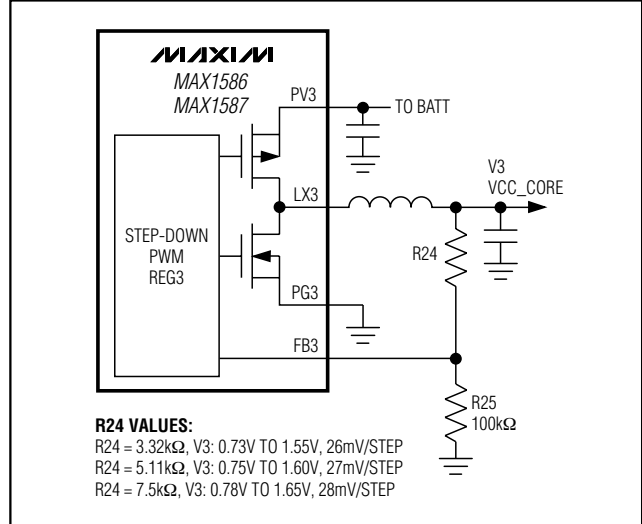 MAXIM
MAX1586
MAX1587
PV3
TO BATT
V3
VCC_CORE
LX3
STEP-DOWN
PWM
REG3
R24
PG3
FB3
R25
100kΩ
R24 VALUES:
R24 = 3.32kΩ, V3: 0.73V TO 1.55V, 26mV/STEP
R24 = 5.11kΩ, V3: 0.75V TO 1.60V, 27mV/STEP
R24 = 7.5kΩ, V3: 0.78V TO 1.65V, 28mV/STEP